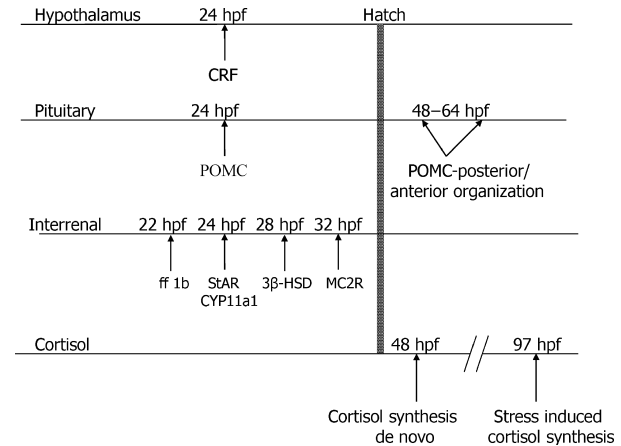 Hypothalamus 24 hpf Hatch
CRF
Pituitary 24 hpf 48–64 hpf
POMC POMC-posterior/
anterior organization
Interrenal 22 hpf 24 hpf 28 hpf 32 hpf
ff 1b StAR 3β-HSD MC2R
CYP11a1
Cortisol 48 hpf 97 hpf
Cortisol synthesis Stress induced
de novo cortisol synthesis